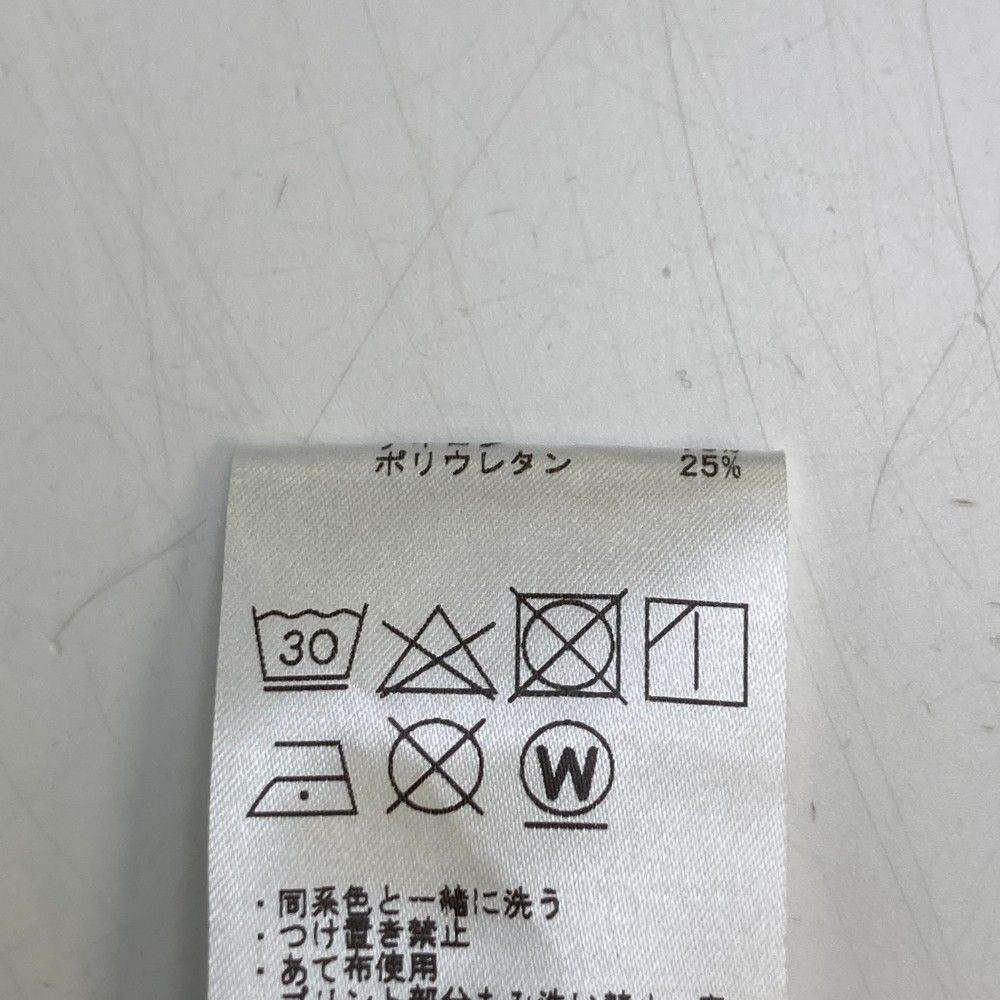 ポリウレタン 25%
30
W
・同系色と一緒に洗う
・つけ置き禁止
・あて布使用